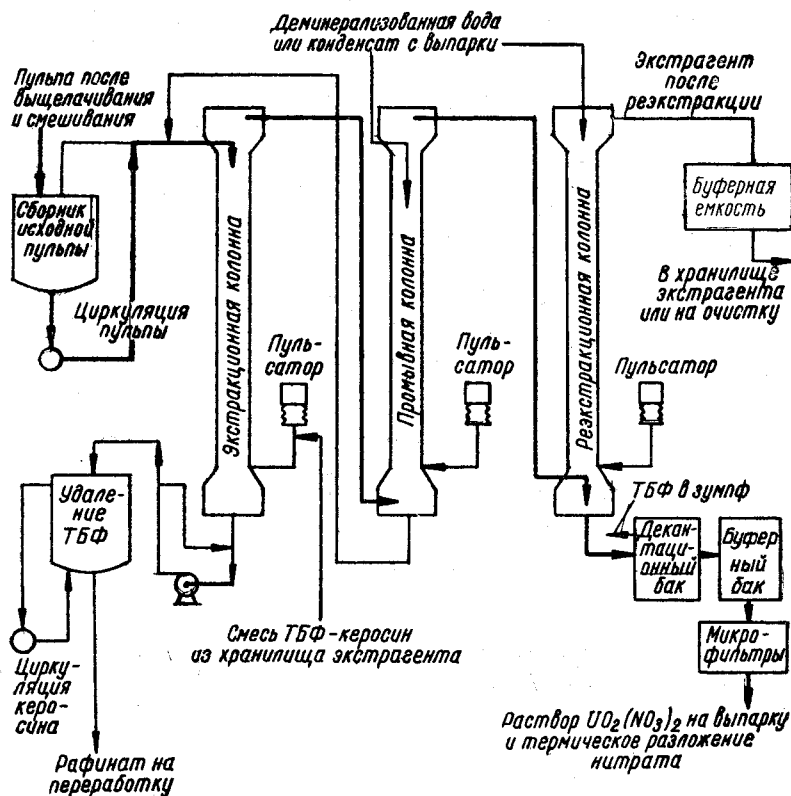 Деминерализованная вода
или конденсат с выпарки
Пульпа после
выщелачивания
и смешивания
Экстрагент
после
реэкстракции
Сборник
исходной
пульпы
Буферная
емкость
Циркуляция
пульпы
В хранилище
экстрагента
или на очистку
Экстракционная колонна
Промывная колонна
Реэкстракционная колонна
Пуль-
сатор
Пуль-
сатор
Пульсатор
Удале-
ние
ТБФ
ТБФ в зумпф
Декан-
таци-
онный
бак
Буфер
ный
бак
Микро-
фильтры
Смесь ТБФ-керосин
из хранилища экстрагента
Цирку-
ляция
керо-
сина
Рафинат на
переработку
Раствор UO₂(NO₃)₂ на выпарку
и термическое разложение
нитрата